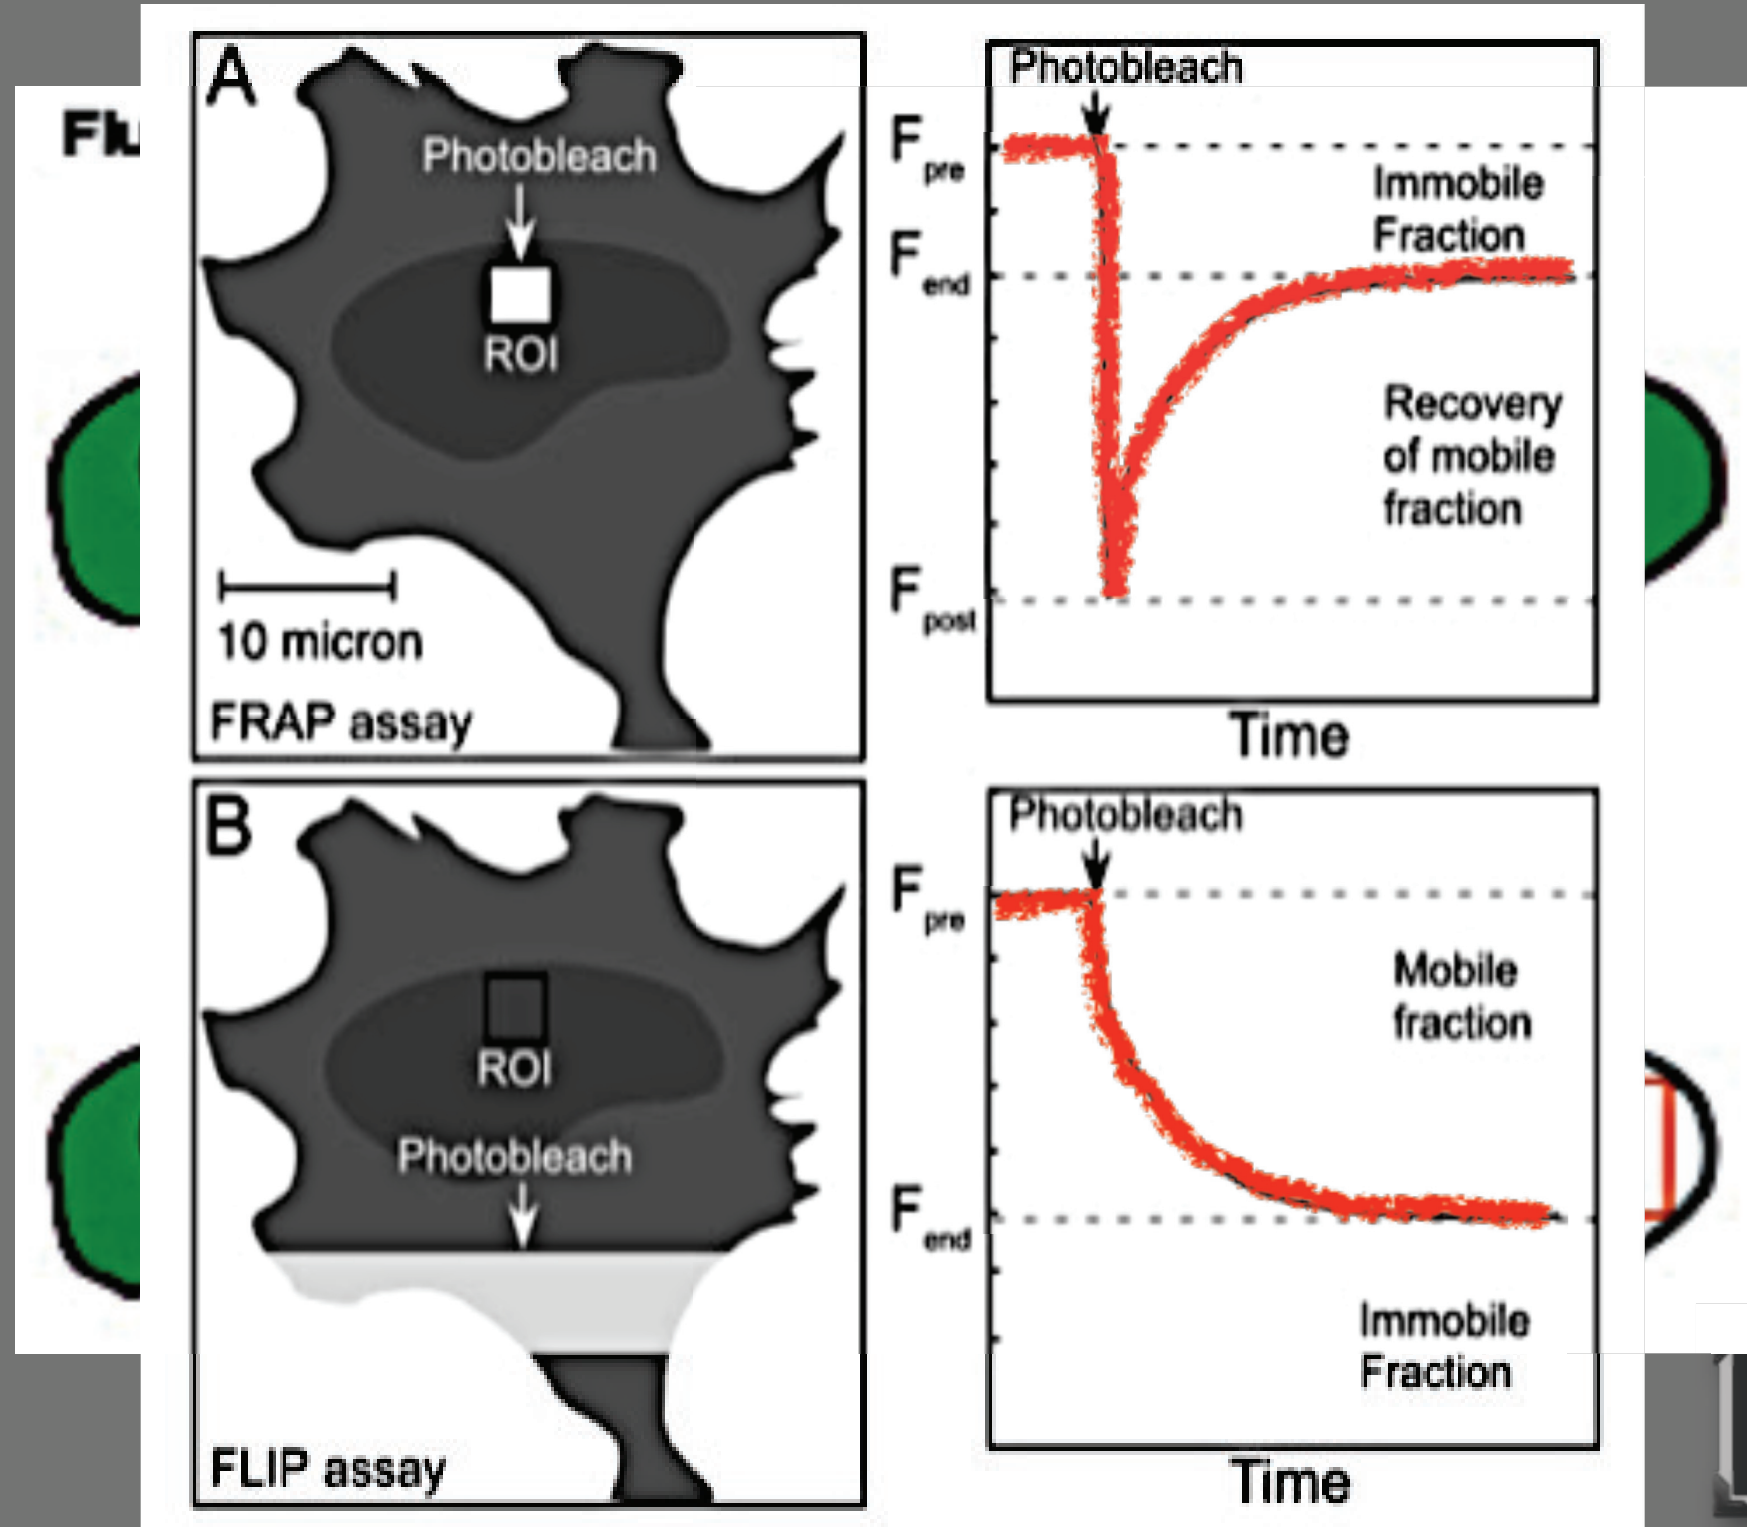 Flu
A
Photobleach
ROI
10 micron
FRAP assay
Photobleach
F pre
Immobile
Fraction
F end
Recovery
of mobile
fraction
F post
Time
B
ROI
Photobleach
FLIP assay
Photobleach
F pre
Mobile
fraction
F end
Immobile
Fraction
Time